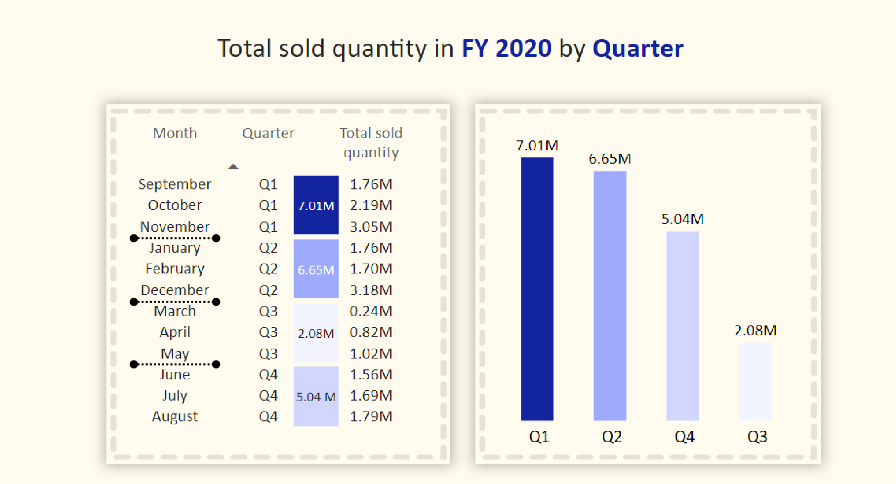 Total sold quantity in FY 2020 by Quarter
Month Quarter Total sold
quantity
September Q1 1.76M
October Q1 7.01M 2.19M
November Q1 3.05M
January Q2 1.76M
February Q2 6.65M 1.70M
December Q2 3.18M
March Q3 0.24M
April Q3 2.08M 0.82M
May Q3 1.02M
June Q4 1.56M
July Q4 5.04 M 1.69M
August Q4 1.79M
7.01M
6.65M
5.04M
2.08M
Q1 Q2 Q4 Q3